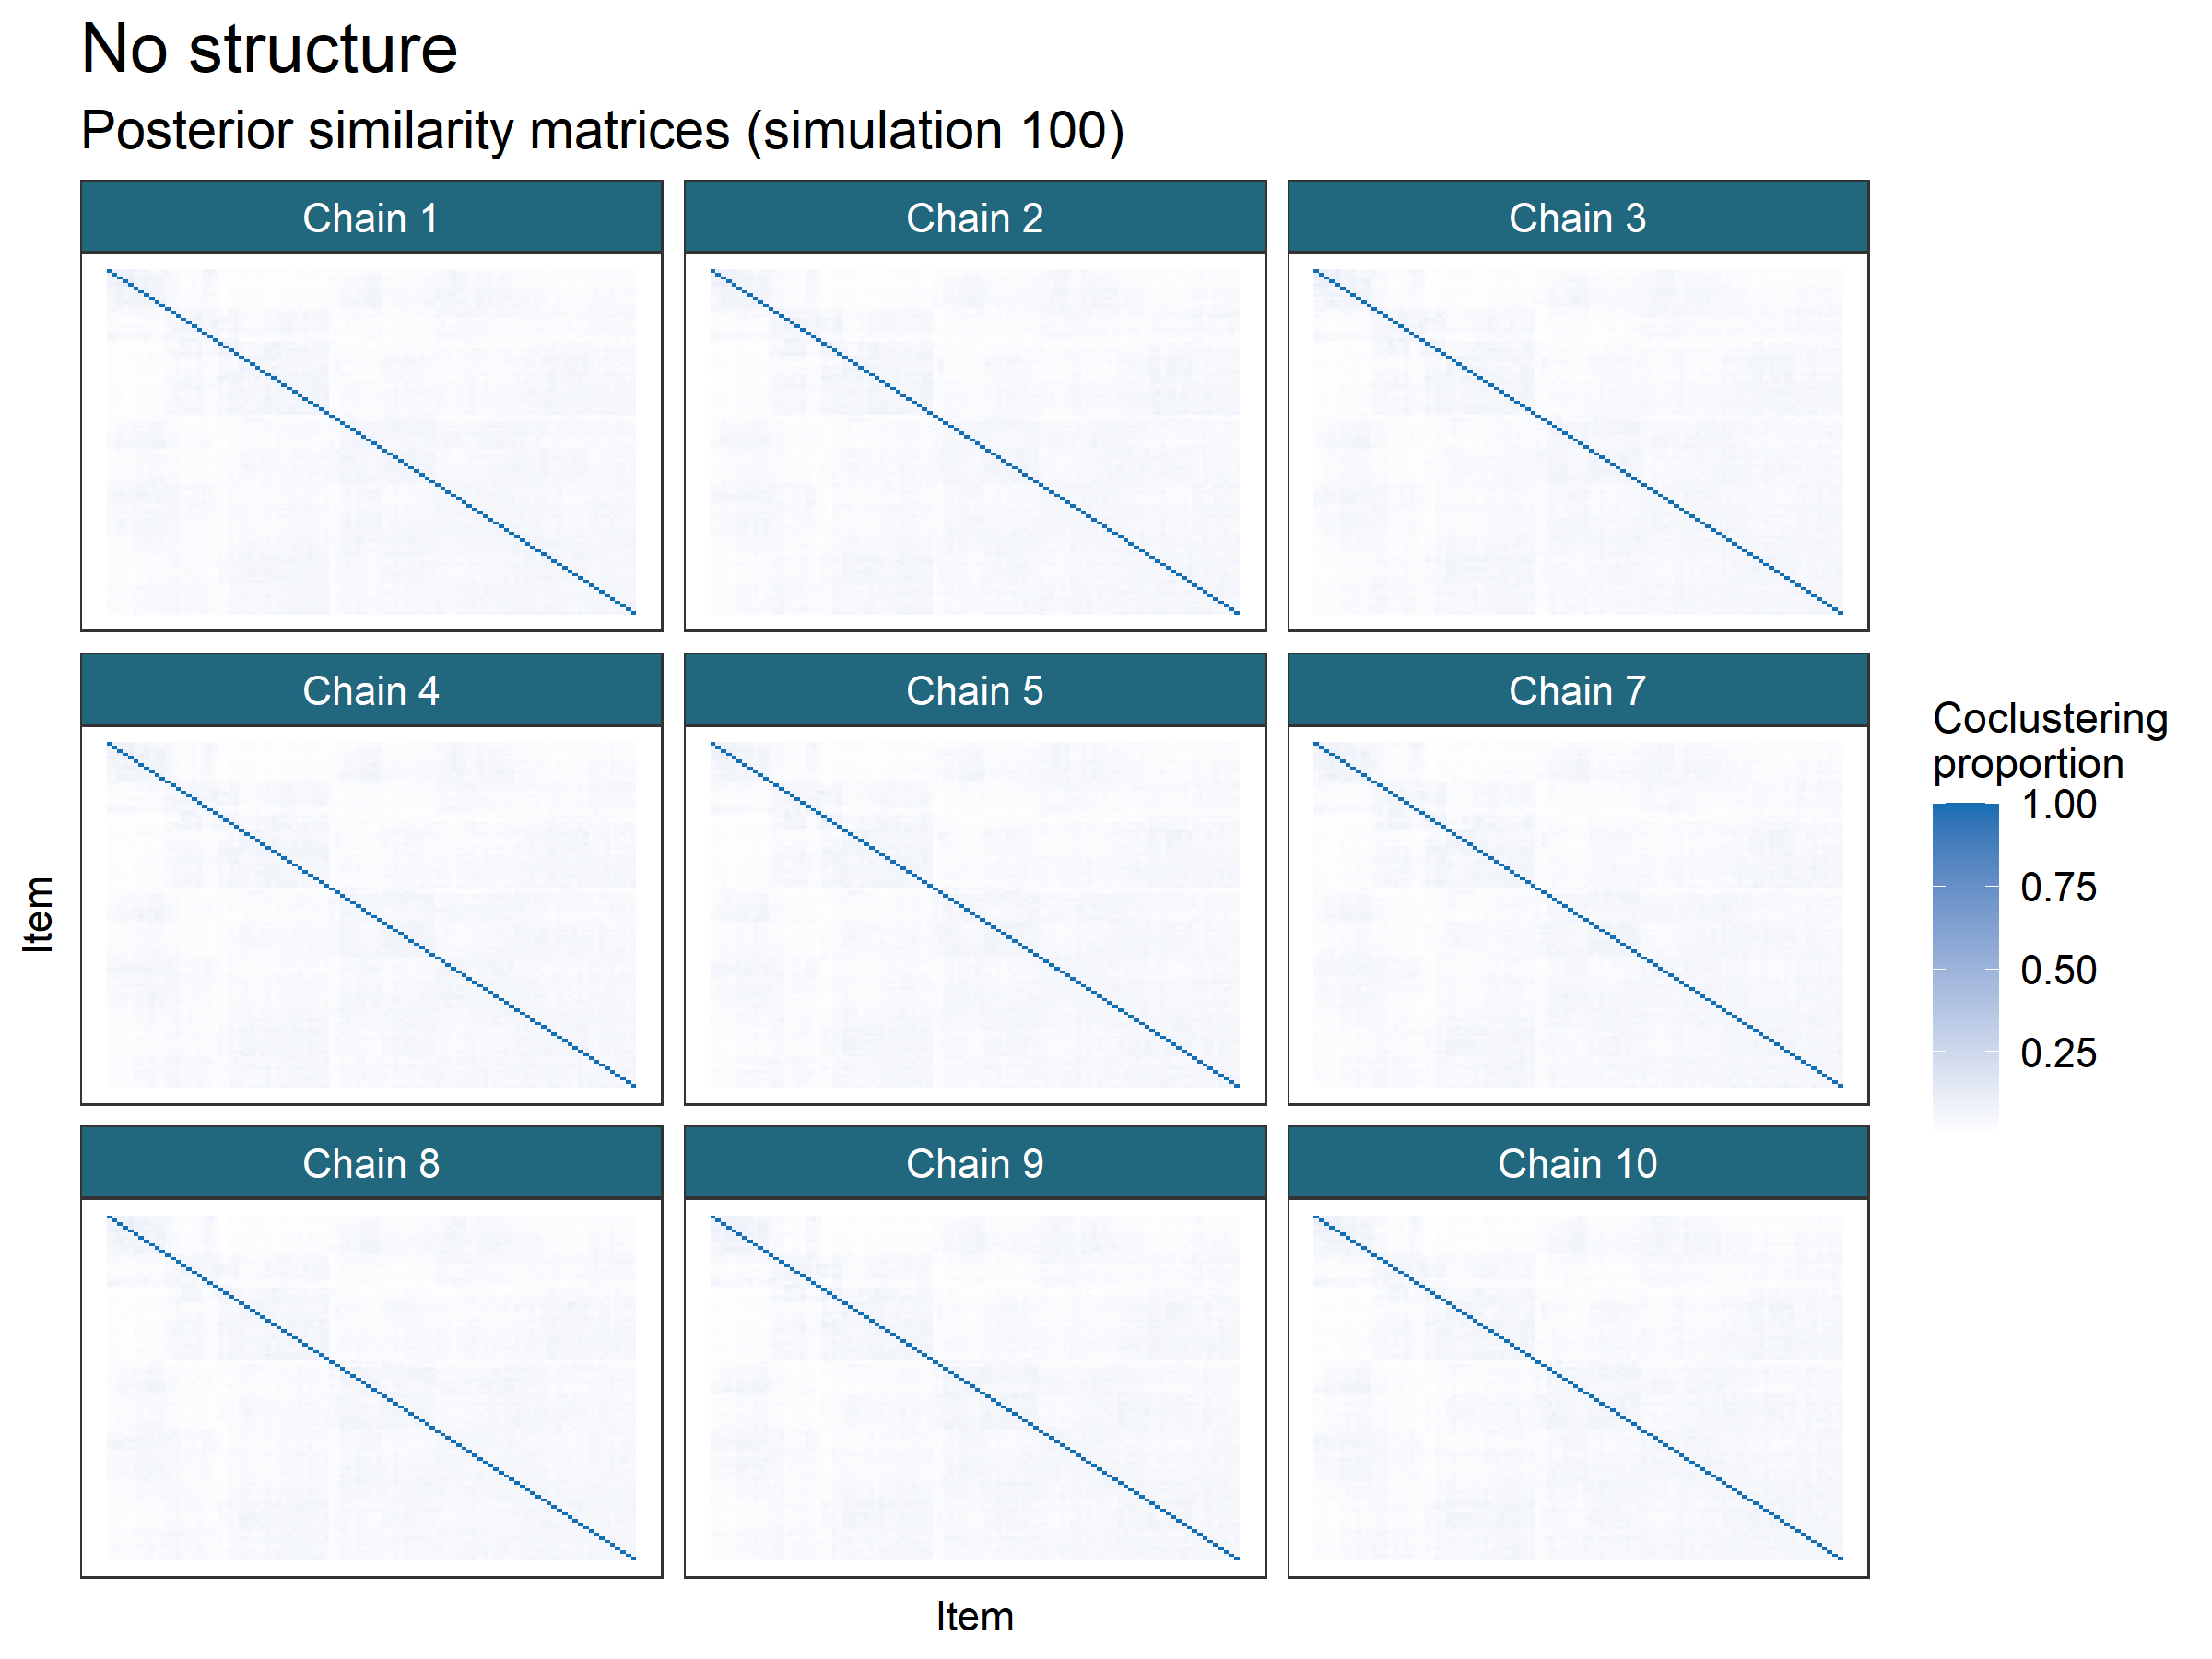 No structure
Posterior similarity matrices (simulation 100)
Chain 1
Chain 2
Chain 3
Chain 4
Chain 5
Chain 7
Chain 8
Chain 9
Chain 10
Item
Item
Coclustering
proportion
1.00
0.75
0.50
0.25